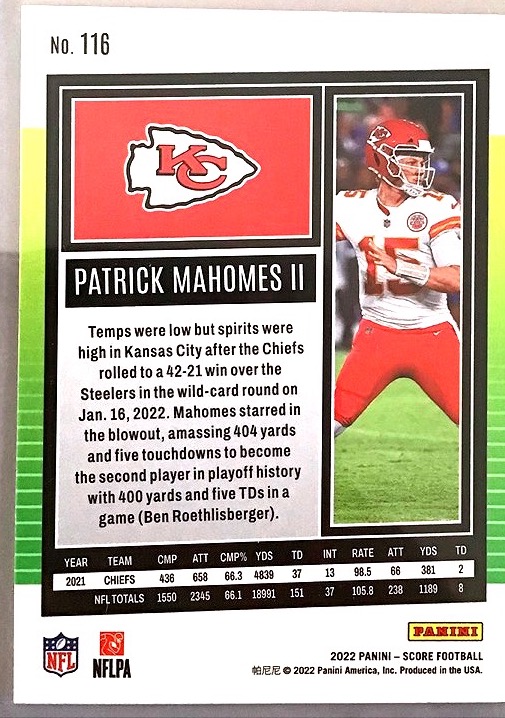 No. 116
KC
PATRICK MAHOMES II
15
Temps were low but spirits were
high in Kansas City after the Chiefs
rolled to a 42-21 win over the
Steelers in the wild-card round on
Jan. 16, 2022. Mahomes starred in
the blowout, amassing 404 yards
and five touchdowns to become
the second player in playoff history
with 400 yards and five TDs in a
game (Ben Roethlisberger).
YEAR TEAM CMP ATT CMP% YDS TD INT RATE ATT YDS TD
2021 CHIEFS 436 658 66.3 4839 37 13 98.5 66 381 2
NFL TOTALS 1550 2345 66.1 18991 151 37 105.8 238 1189 8
PANINI
NFL NFLPA
2022 PANINI – SCORE FOOTBALL
帕尼尼 © 2022 Panini America, Inc. Produced in the USA.